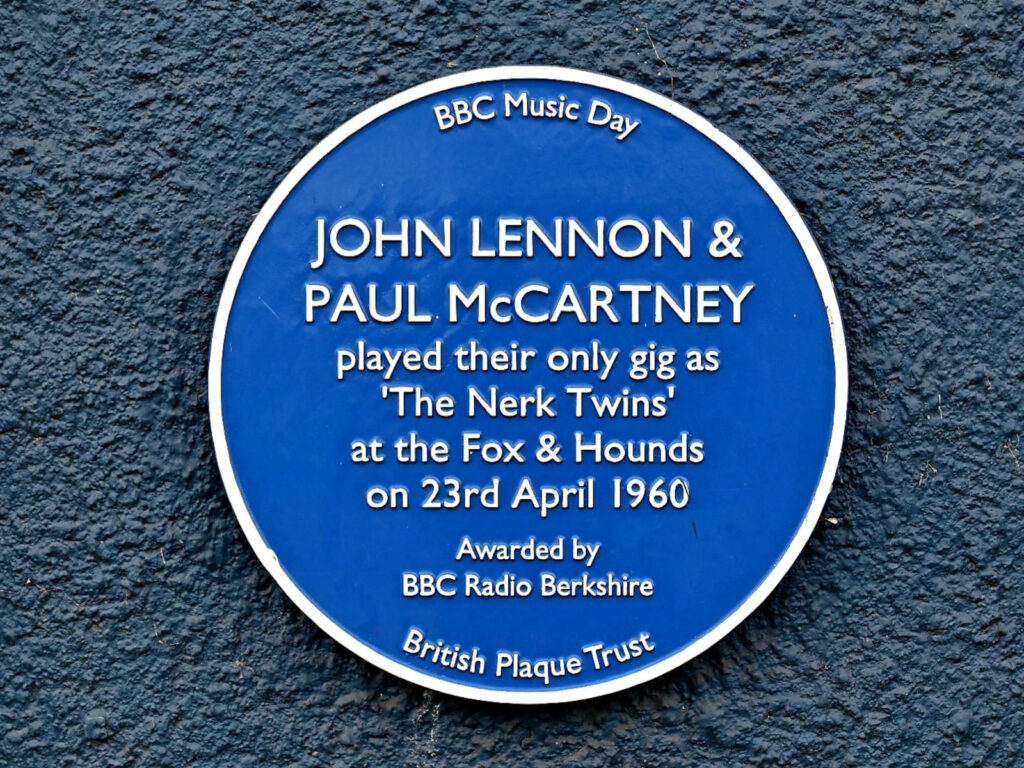 BBC Music Day
JOHN LENNON &
PAUL McCARTNEY
played their only gig as
'The Nerk Twins'
at the Fox & Hounds
on 23rd April 1960
Awarded by
BBC Radio Berkshire
British Plaque Trust